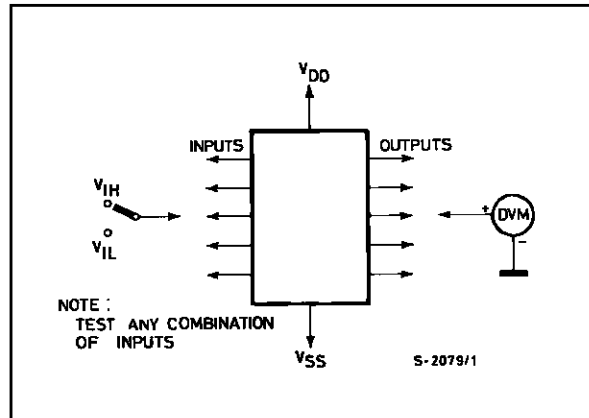 VDD
INPUTS
OUTPUTS
VIH
VIL
+
DVM
-
NOTE :
TEST ANY COMBINATION
OF INPUTS
VSS
S-2079/1